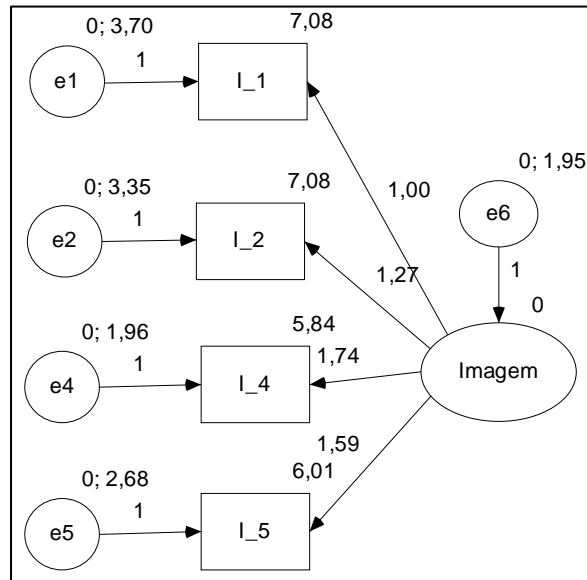 0; 3,70
7,08
1
e1
I_1
0; 3,35
7,08
1
e2
I_2
1,00
0; 1,95
e6
1
0
1,27
0; 1,96
5,84
1
1,74
e4
I_4
Imagem
0; 2,68
1,59
6,01
1
e5
I_5